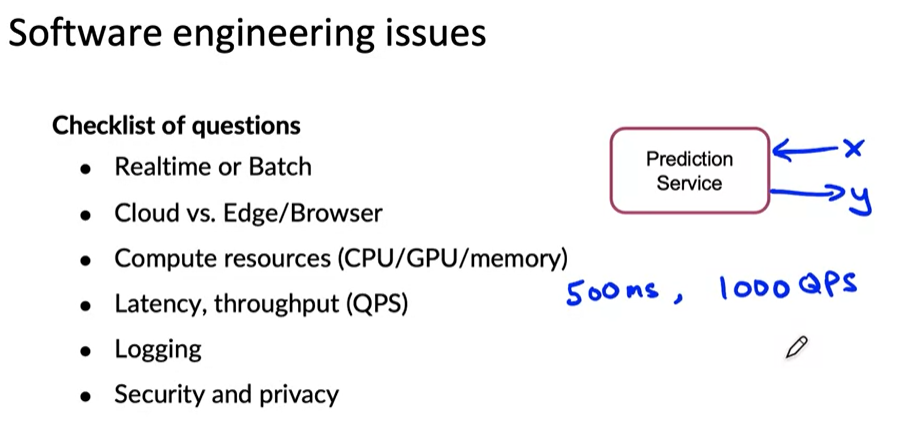 Software engineering issues
Checklist of questions
• Realtime or Batch
• Cloud vs. Edge/Browser
• Compute resources (CPU/GPU/memory)
• Latency, throughput (QPS)
• Logging
• Security and privacy
Prediction
Service
x
y
500ms, 1000 QPS